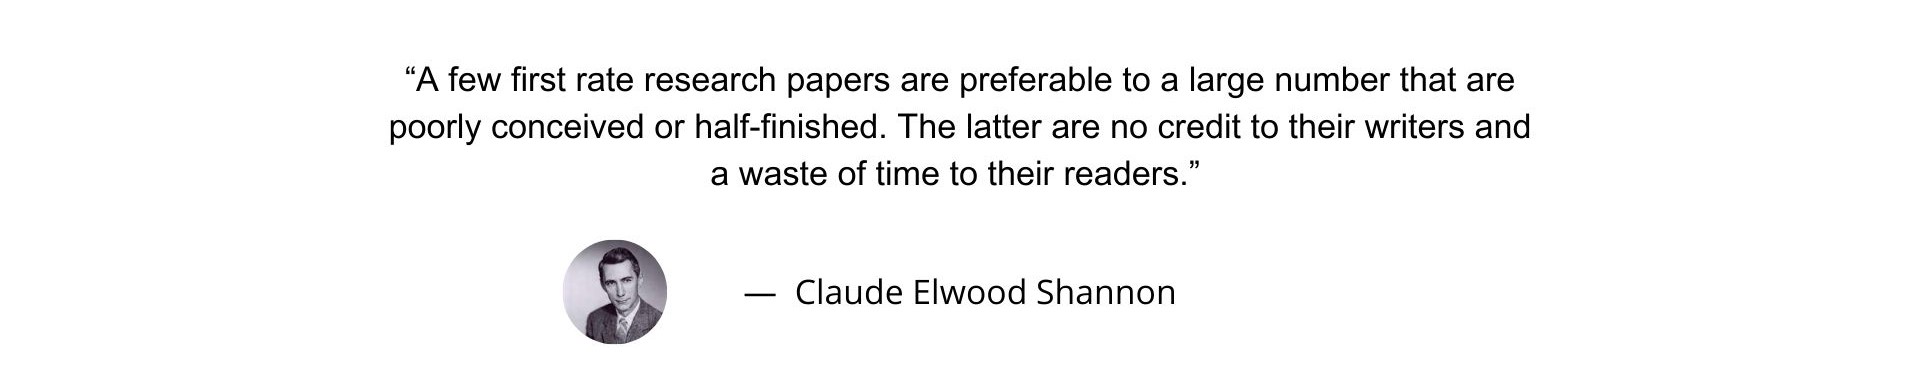 “A few first rate research papers are preferable to a large number that are
poorly conceived or half-finished. The latter are no credit to their writers and
a waste of time to their readers.”
— Claude Elwood Shannon